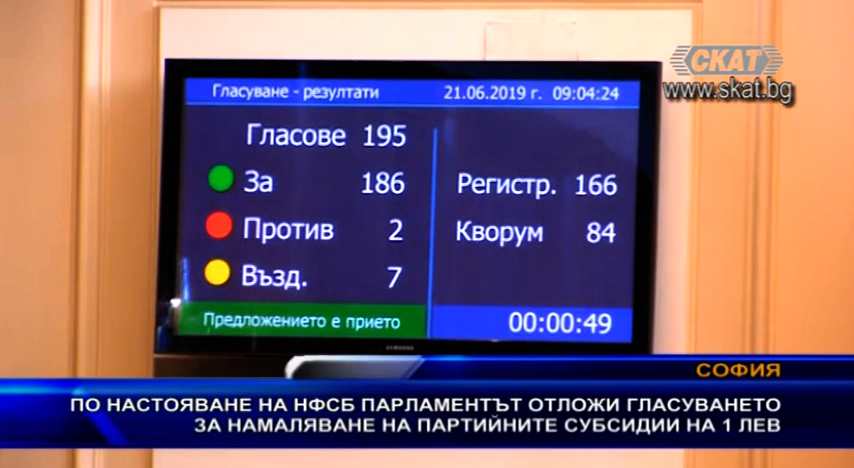 СКАТ
www.skat.bg
Гласуване - резултати 21.06.2019 г. 09:04:24
Гласове 195
За 186
Против 2
Възд. 7
Регистр. 166
Кворум 84
Предложението е прието
00:00:49
SAMSUNG
СОФИЯ
ПО НАСТОЯВАНЕ НА НФСБ ПАРЛАМЕНТЪТ ОТЛОЖИ ГЛАСУВАНЕТО
ЗА НАМАЛЯВАНЕ НА ПАРТИЙНИТЕ СУБСИДИИ НА 1 ЛЕВ